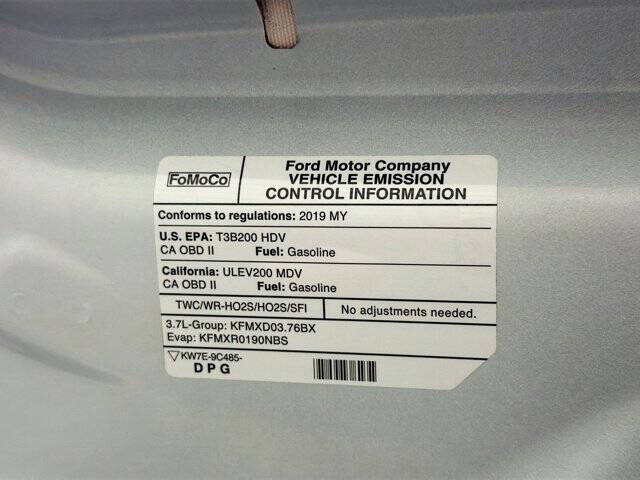 FoMoCo
Ford Motor Company
VEHICLE EMISSION
CONTROL INFORMATION
Conforms to regulations: 2019 MY
U.S. EPA: T3B200 HDV
CA OBD II Fuel: Gasoline
California: ULEV200 MDV
CA OBD II Fuel: Gasoline
TWC/WR-HO2S/HO2S/SFI
No adjustments needed.
3.7L-Group: KFMXD03.76BX
Evap: KFMXR0190NBS
KW7E-9C485-
DPG